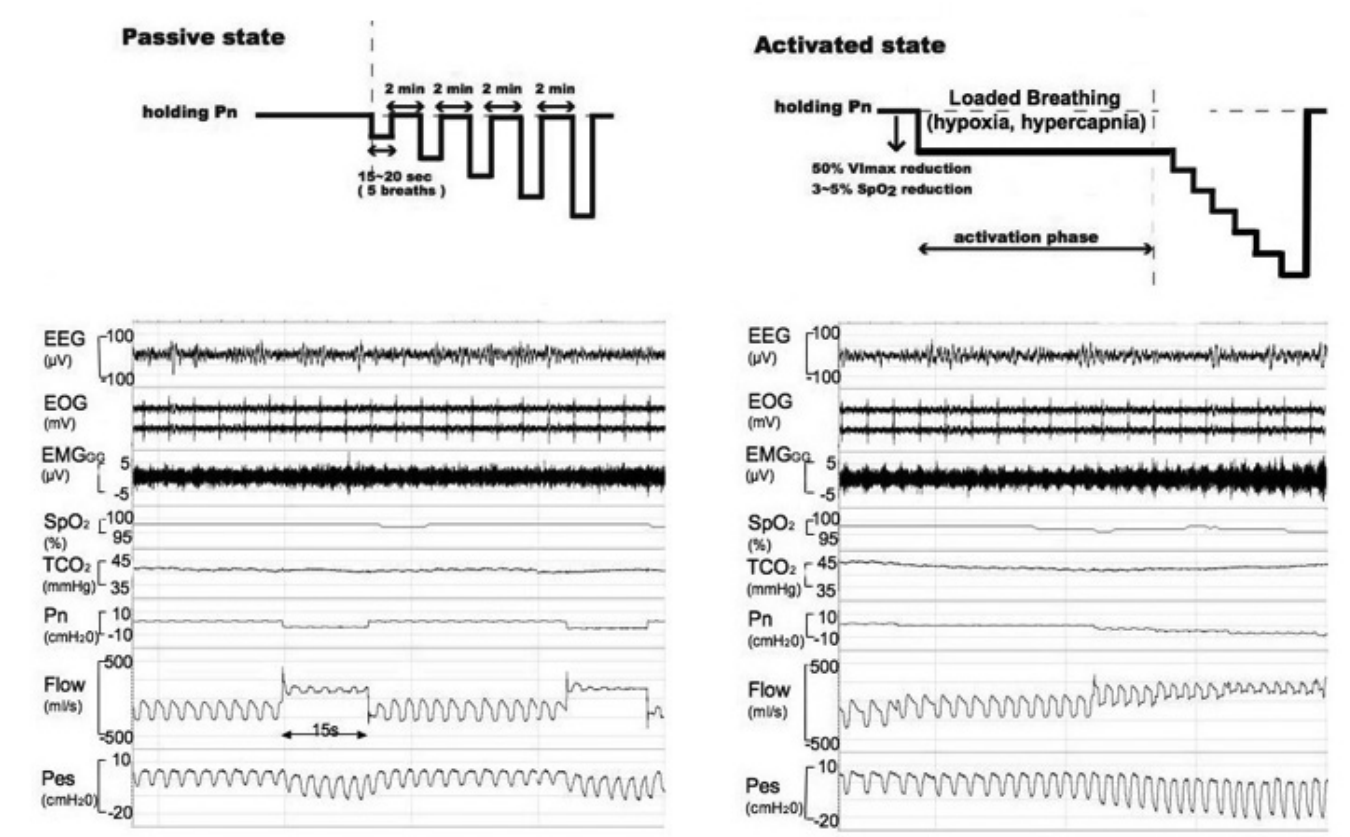 Passive state
2 min 2 min 2 min 2 min
holding Pn
15~20 sec
( 5 breaths )
Activated state
holding Pn
Loaded Breathing
(hypoxia, hypercapnia)
50% VImax reduction
3~5% SpO2 reduction
activation phase
EEG
(µV)
100
-100
EOG
(mV)
EMGGG
(µV)
5
-5
SpO2
(%)
100
95
TCO2
(mmHg)
45
35
Pn
(cmH20)
10
-10
Flow
(ml/s)
500
-500
15s
Pes
(cmH20)
10
-20
EEG
(µV)
100
-100
EOG
(mV)
EMGGG
(µV)
5
-5
SpO2
(%)
100
95
TCO2
(mmHg)
45
35
Pn
(cmH20)
10
-10
Flow
(ml/s)
500
-500
Pes
(cmH20)
10
-20